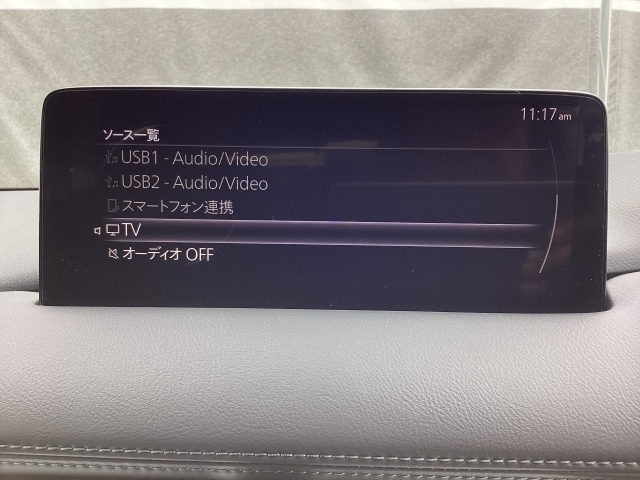 11:17am
ソース一覧
USB1 - Audio/Video
USB2 - Audio/Video
スマートフォン連携
TV
オーディオ OFF